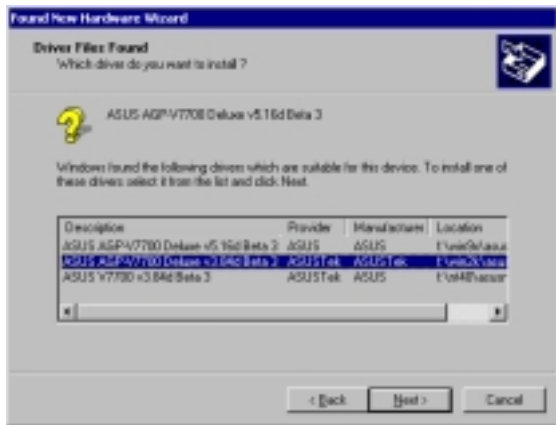 Found New Hardware Wizard
Driver Files Found
Which driver do you want to install ?
ASUS AGP-V7700 Deluxe v5.16d Beta 3
Windows found the following drivers which are suitable for this device. To install one of
these drivers select it from the list and click Next.
Description Provider Manufacturer Location
ASUS AGP-V7700 Deluxe v5.16d Beta 3 ASUS ASUS
ASUS AGP-V7700 Deluxe v3.84d Beta 3 ASUSTek ASUSTek
ASUS V7700 v3.84d Beta 3 ASUSTek ASUS
< Back Next > Cancel